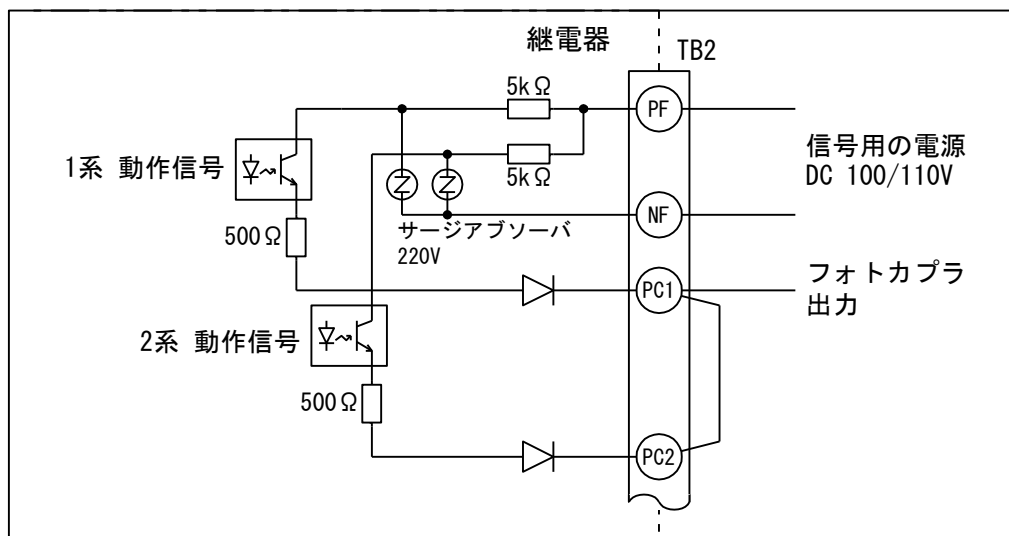 継電器
TB2
5kΩ
PF
1系 動作信号
5kΩ
信号用の電源
DC 100/110V
NF
500Ω
サージアブソーバ
220V
PC1
フォトカプラ
出力
2系 動作信号
500Ω
PC2